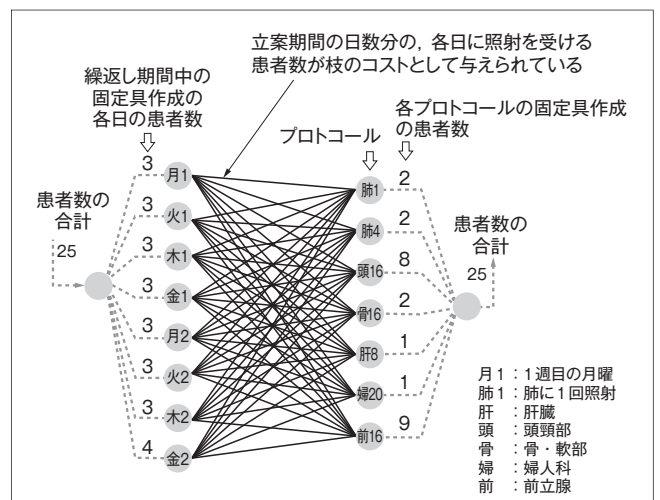 立案期間の日数分の，各日に照射を受ける
患者数が枝のコストとして与えられている
繰返し期間中の
固定具作成の
各日の患者数
プロトコール
各プロトコールの固定具作成
の患者数
患者数の
合計
25
3
月1
3
火1
3
木1
3
金1
3
月2
3
火2
3
木2
4
金2
肺1
2
肺4
2
頭16
8
骨16
2
肝8
1
婦20
1
前16
9
患者数の
合計
25
月1：1週目の月曜
肺1：肺に1回照射
肝：肝臓
頭：頭頸部
骨：骨・軟部
婦：婦人科
前：前立腺